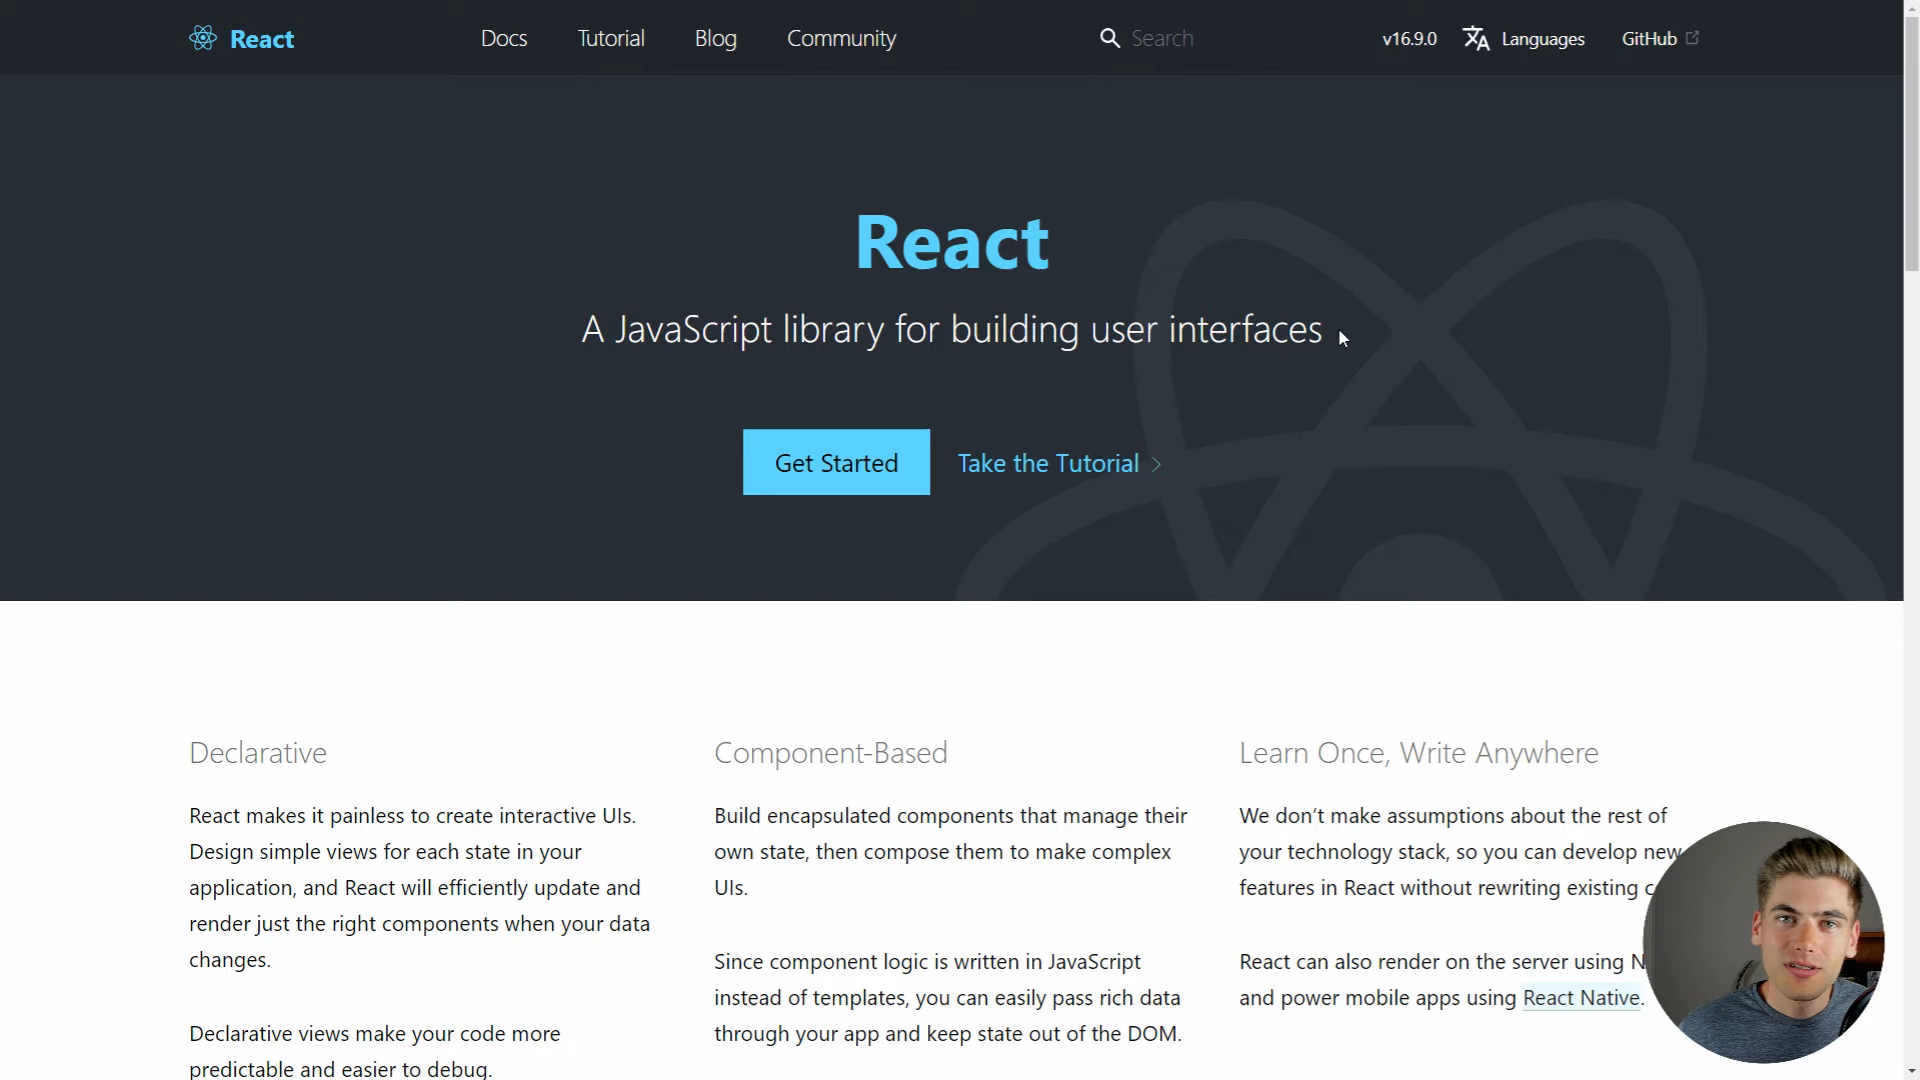 React
Docs
Tutorial
Blog
Community
Search
v16.9.0
Languages
GitHub
React
A JavaScript library for building user interfaces
Get Started
Take the Tutorial
Declarative
React makes it painless to create interactive UIs.
Design simple views for each state in your
application, and React will efficiently update and
render just the right components when your data
changes.
Declarative views make your code more
predictable and easier to debug.
Component-Based
Build encapsulated components that manage their
own state, then compose them to make complex
UIs.
Since component logic is written in JavaScript
instead of templates, you can easily pass rich data
through your app and keep state out of the DOM.
Learn Once, Write Anywhere
We don’t make assumptions about the rest of
your technology stack, so you can develop new
features in React without rewriting existing
React can also render on the server using
and power mobile apps using React Native.